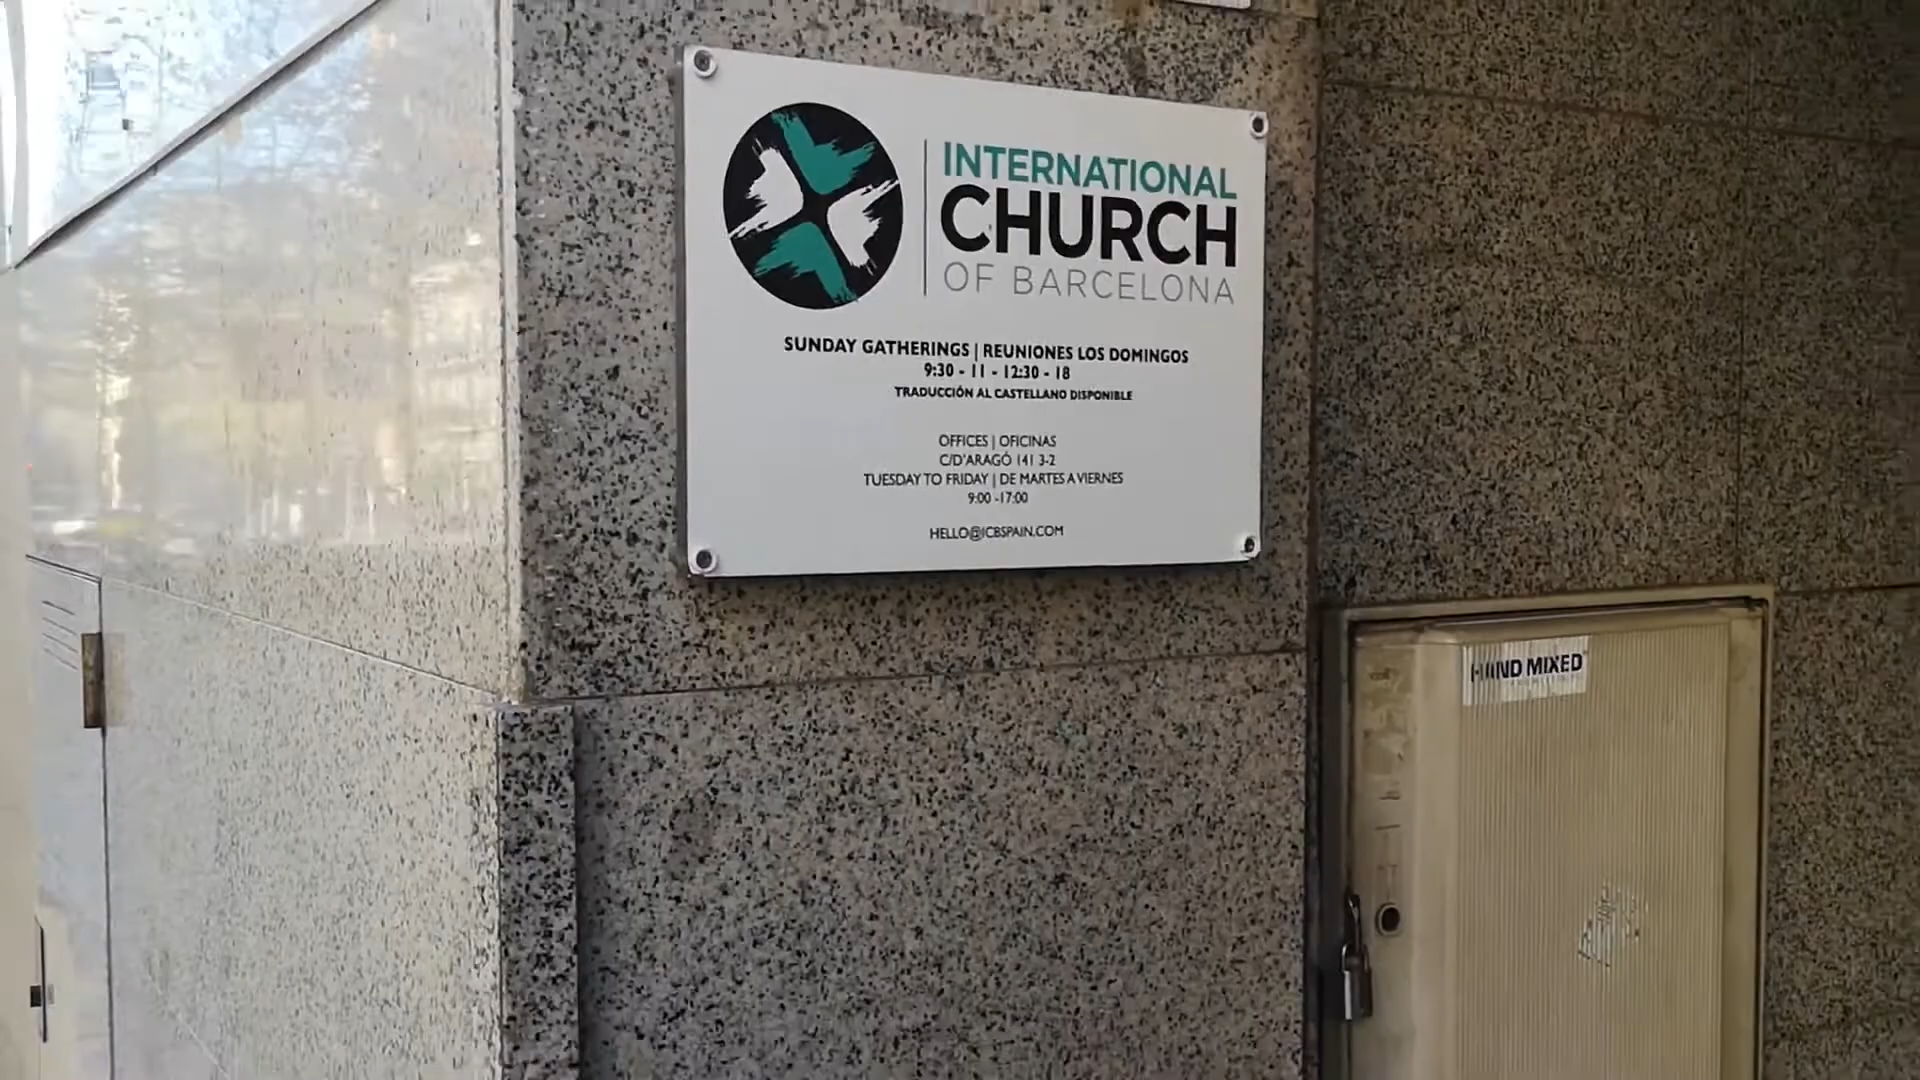 INTERNATIONAL
CHURCH
OF BARCELONA
SUNDAY GATHERINGS | REUNIONES LOS DOMINGOS
9:30 - 11 - 12:30 - 18
TRADUCCIÓN AL CASTELLANO DISPONIBLE
OFFICES | OFICINAS
C/D'ARAGÓ 141 3-2
TUESDAY TO FRIDAY | DE MARTES A VIERNES
9:00 -17:00
HELLO@ICBSPAIN.COM
HAND MIXED